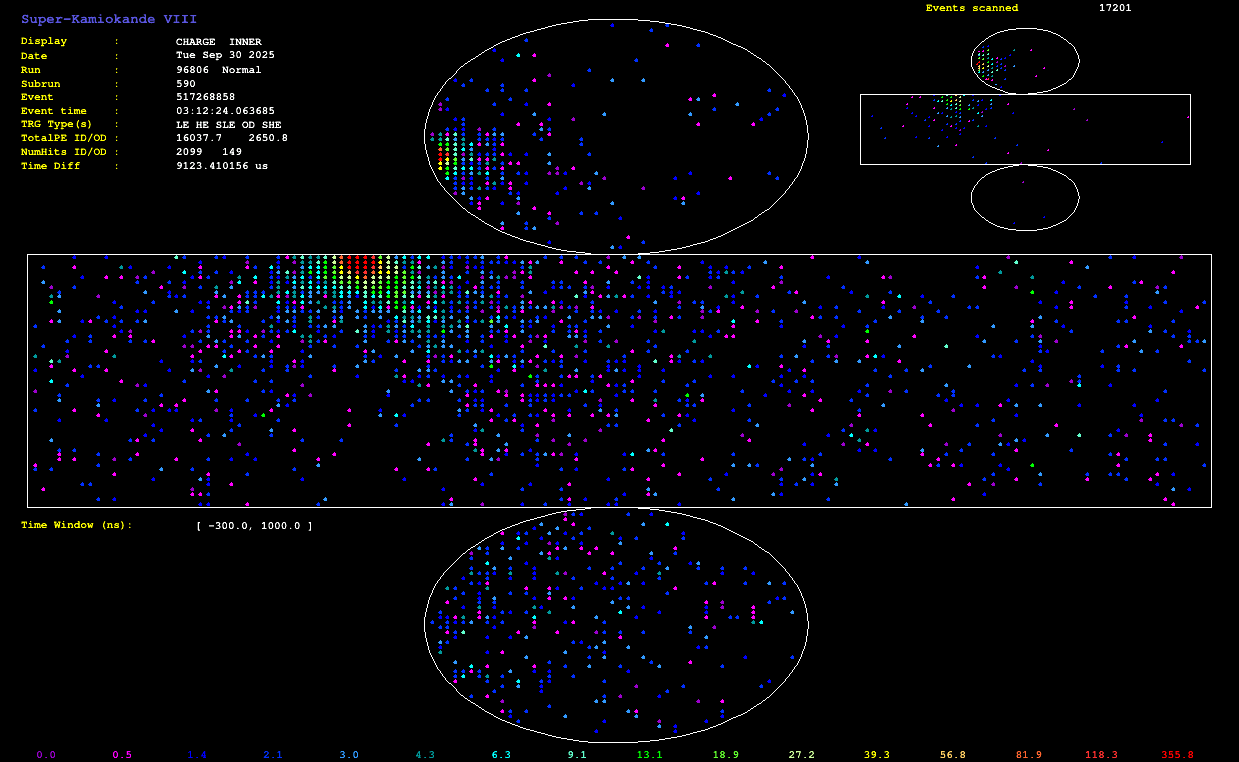 Super-Kamiokande VIII
Events scanned 17201
Display : CHARGE INNER
Date : Tue Sep 30 2025
Run : 96806 Normal
Subrun : 590
Event : 517268858
Event time : 03:12:24.063685
TRG Type(s) : LE HE SLE OD SHE
TotalPE ID/OD : 16037.7 2650.8
NumHits ID/OD : 2099 149
Time Diff : 9123.410156 us
Time Window (ns): [ -300.0, 1000.0 ]
0.0 0.5 1.4 2.1 3.0 4.3 6.3 9.1 13.1 18.9 27.2 39.3 56.8 81.9 118.3 355.8